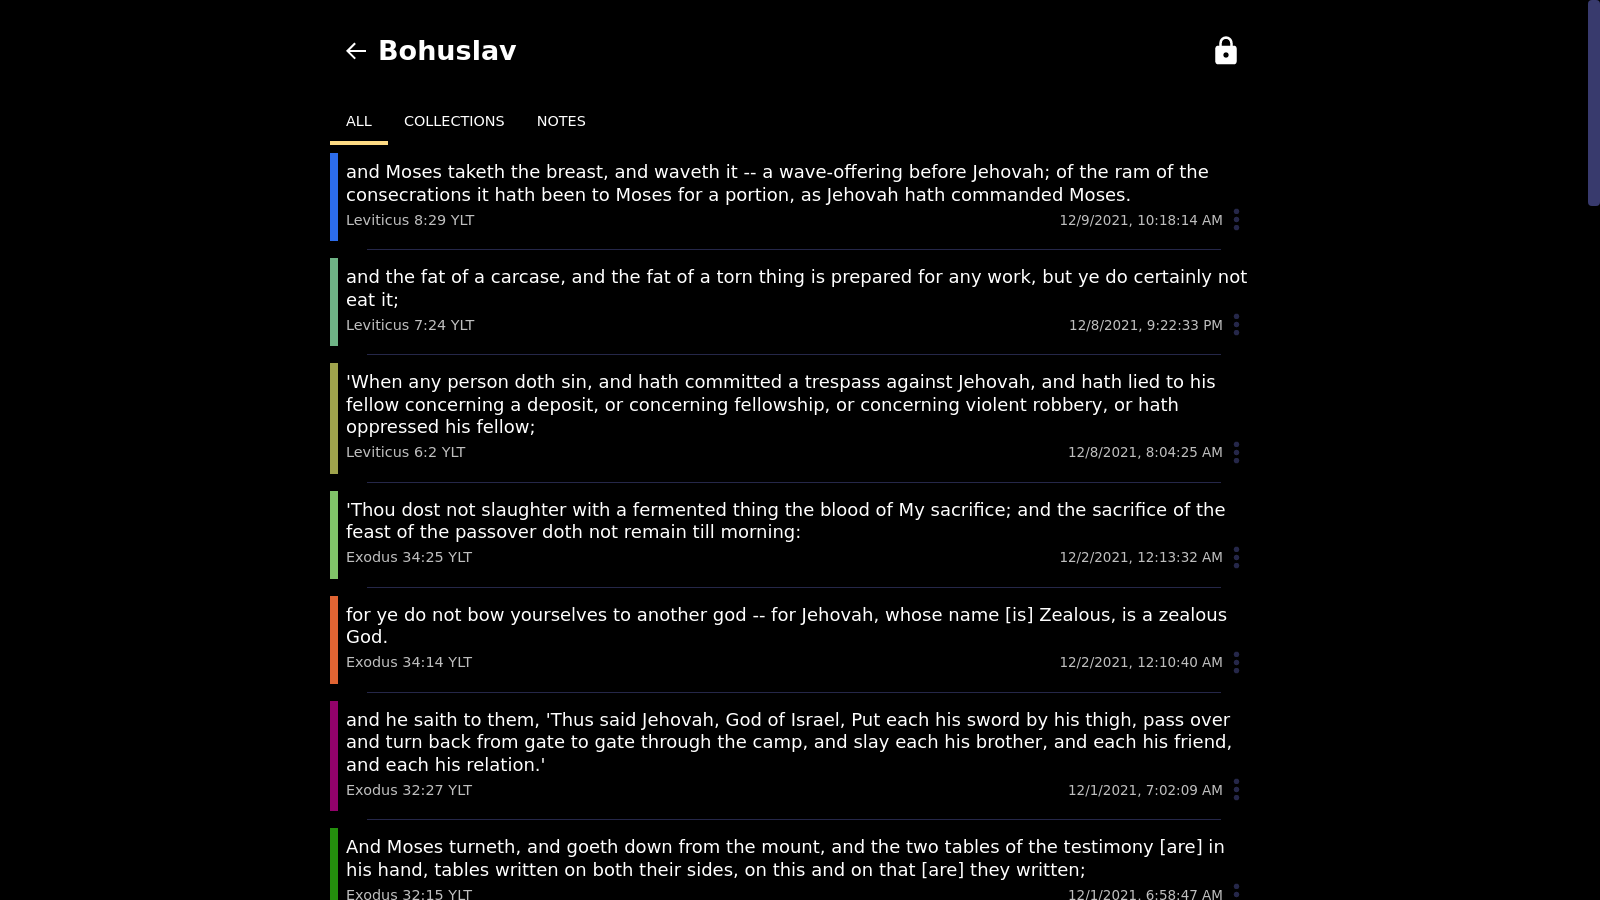 Bohuslav
ALL COLLECTIONS NOTES
and Moses taketh the breast, and waveth it -- a wave-offering before Jehovah; of the ram of the
consecrations it hath been to Moses for a portion, as Jehovah hath commanded Moses.
Leviticus 8:29 YLT 12/9/2021, 10:18:14 AM
and the fat of a carcase, and the fat of a torn thing is prepared for any work, but ye do certainly not
eat it;
Leviticus 7:24 YLT 12/8/2021, 9:22:33 PM
'When any person doth sin, and hath committed a trespass against Jehovah, and hath lied to his
fellow concerning a deposit, or concerning fellowship, or concerning violent robbery, or hath
oppressed his fellow;
Leviticus 6:2 YLT 12/8/2021, 8:04:25 AM
'Thou dost not slaughter with a fermented thing the blood of My sacrifice; and the sacrifice of the
feast of the passover doth not remain till morning:
Exodus 34:25 YLT 12/2/2021, 12:13:32 AM
for ye do not bow yourselves to another god -- for Jehovah, whose name [is] Zealous, is a zealous
God.
Exodus 34:14 YLT 12/2/2021, 12:10:40 AM
and he saith to them, 'Thus said Jehovah, God of Israel, Put each his sword by his thigh, pass over
and turn back from gate to gate through the camp, and slay each his brother, and each his friend,
and each his relation.'
Exodus 32:27 YLT 12/1/2021, 7:02:09 AM
And Moses turneth, and goeth down from the mount, and the two tables of the testimony [are] in
his hand, tables written on both their sides, on this and on that [are] they written;
Exodus 32:15 YLT 12/1/2021, 6:58:47 AM